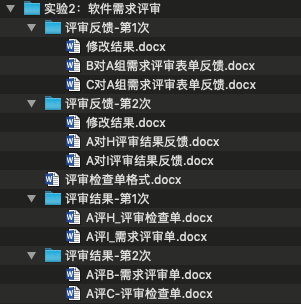 实验2：软件需求评审
评审反馈-第1次
修改结果.docx
B对A组需求评审表单反馈.docx
C对A组需求评审表单反馈.docx
评审反馈-第2次
修改结果.docx
A对H评审结果反馈.docx
A对I评审结果反馈.docx
评审检查单格式.docx
评审结果-第1次
A评H_评审检查单.docx
A评I_需求评审单.docx
评审结果-第2次
A评B-需求评审单.docx
A评C-评审检查单.docx